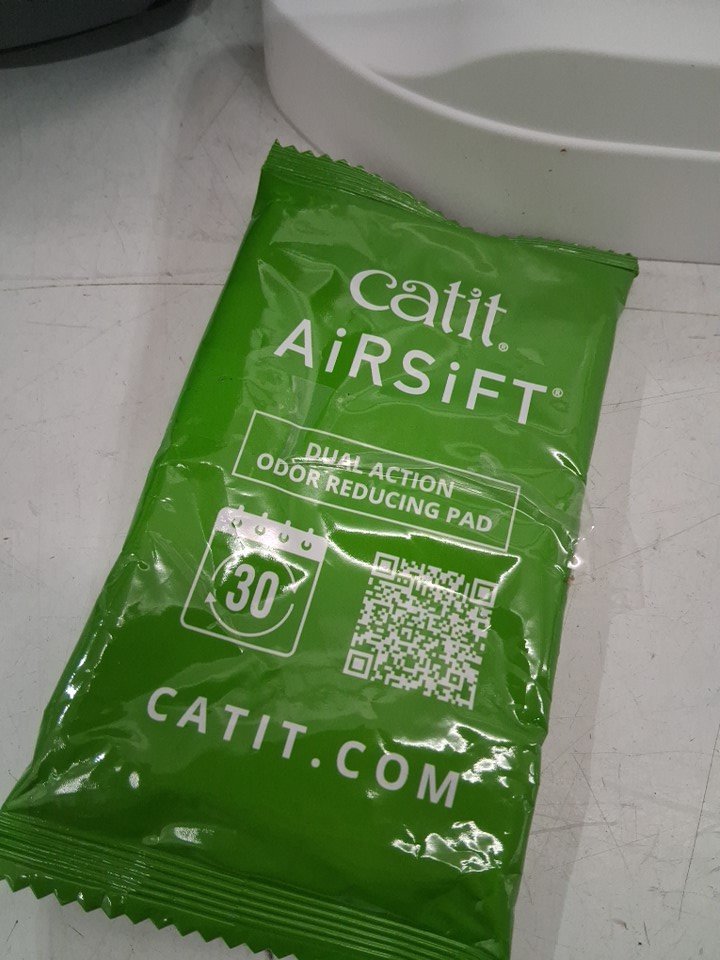 catit®
AiRSiFT®
DUAL ACTION
ODOR REDUCING PAD
30
CATIT.COM